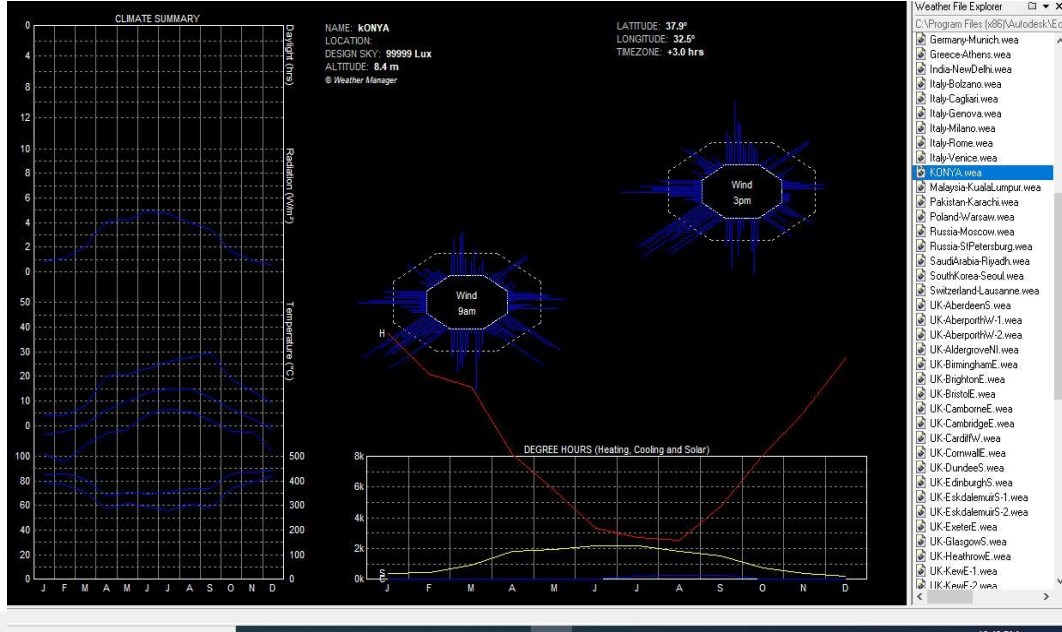 CLIMATE SUMMARY
0
4
8
12
Daylight (hrs)
10
8
6
4
2
0
Radiation (W/m²)
50
40
30
20
10
0
Temperature (°C)
100
80
60
40
20
0
500
400
300
200
100
0
J F M A M J J A S O N D
NAME: kONYA
LOCATION:
DESIGN SKY: 99999 Lux
ALTITUDE: 8.4 m
© Weather Manager
LATITUDE: 37.9°
LONGITUDE: 32.5°
TIMEZONE: +3.0 hrs
Wind
3pm
Wind
9am
H
DEGREE HOURS (Heating, Cooling and Solar)
8k
6k
4k
2k
0k
S
C
J F M A M J J A S O N D
Weather File Explorer
C:\Program Files (x86)\Autodesk\Ec
Germany-Munich.wea
Greece-Athens.wea
India-NewDelhi.wea
Italy-Bolzano.wea
Italy-Cagliari.wea
Italy-Genova.wea
Italy-Milano.wea
Italy-Rome.wea
Italy-Venice.wea
KONYA.wea
Malaysia-KualaLumpur.wea
Pakistan-Karachi.wea
Poland-Warsaw.wea
Russia-Moscow.wea
Russia-StPetersburg.wea
SaudiArabia-Riyadh.wea
SouthKorea-Seoul.wea
Switzerland-Lausanne.wea
UK-AberdeenS.wea
UK-AberporthW-1.wea
UK-AberporthW-2.wea
UK-AldergroveNI.wea
UK-BirminghamE.wea
UK-BrightonE.wea
UK-BristolE.wea
UK-CamborneE.wea
UK-CambridgeE.wea
UK-CardiffW.wea
UK-CornwallE.wea
UK-DundeeS.wea
UK-EdinburghS.wea
UK-EskdalemuirS-1.wea
UK-EskdalemuirS-2.wea
UK-ExeterE.wea
UK-GlasgowS.wea
UK-HeathrowE.wea
UK-KewE-1.wea
UK-KewE-2.wea